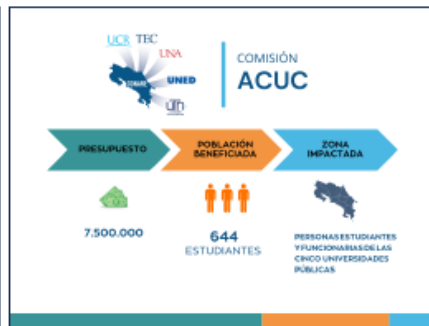 UCR TEC
UNA
CONARE
UNED
utn
COMISIÓN
ACUC
PRESUPUESTO
POBLACIÓN
BENEFICIADA
ZONA
IMPACTADA
7.500.000
644
ESTUDIANTES
PERSONAS ESTUDIANTES
Y FUNCIONARIAS DE LAS
CINCO UNIVERSIDADES
PÚBLICAS